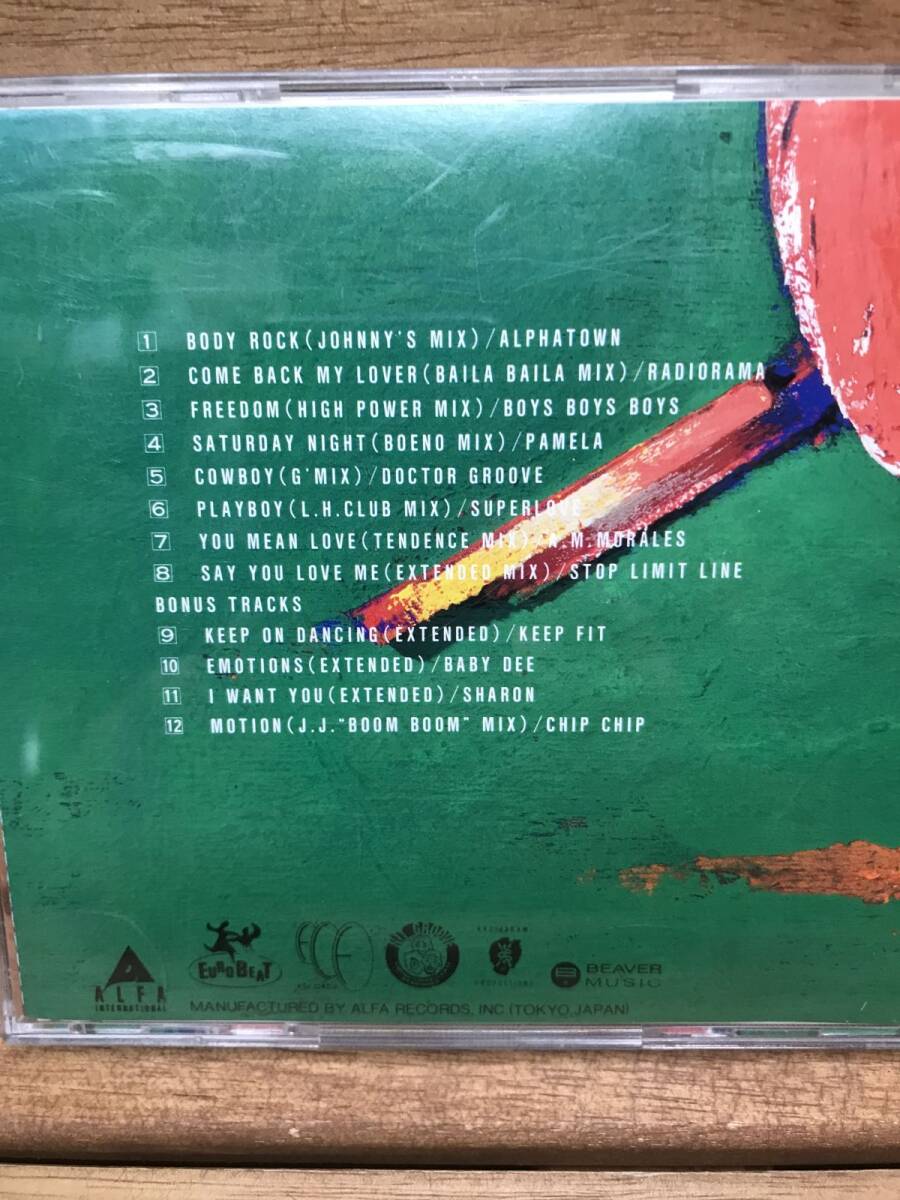 1 BODY ROCK(JOHNNY'S MIX)/ALPHATOWN
2 COME BACK MY LOVER(BAILA BAILA MIX)/RADIORAMA
3 FREEDOM(HIGH POWER MIX)/BOYS BOYS BOYS
4 SATURDAY NIGHT(BOENO MIX)/PAMELA
5 COWBOY(G'MIX)/DOCTOR GROOVE
6 PLAYBOY(L.H.CLUB MIX)/SUPERLOVE
7 YOU MEAN LOVE(TENDENCE MIX)/A.M.MORALES
8 SAY YOU LOVE ME(EXTENDED MIX)/STOP LIMIT LINE
BONUS TRACKS
9 KEEP ON DANCING(EXTENDED)/KEEP FIT
10 EMOTIONS(EXTENDED)/BABY DEE
11 I WANT YOU(EXTENDED)/SHARON
12 MOTION(J.J."BOOM BOOM" MIX)/CHIP CHIP
ALFA
INTERNATIONAL
EUROBEAT
HIT GROOVE
PRODUCTIONS
BEAVER
MUSIC
MANUFACTURED BY ALFA RECORDS, INC (TOKYO.JAPAN)